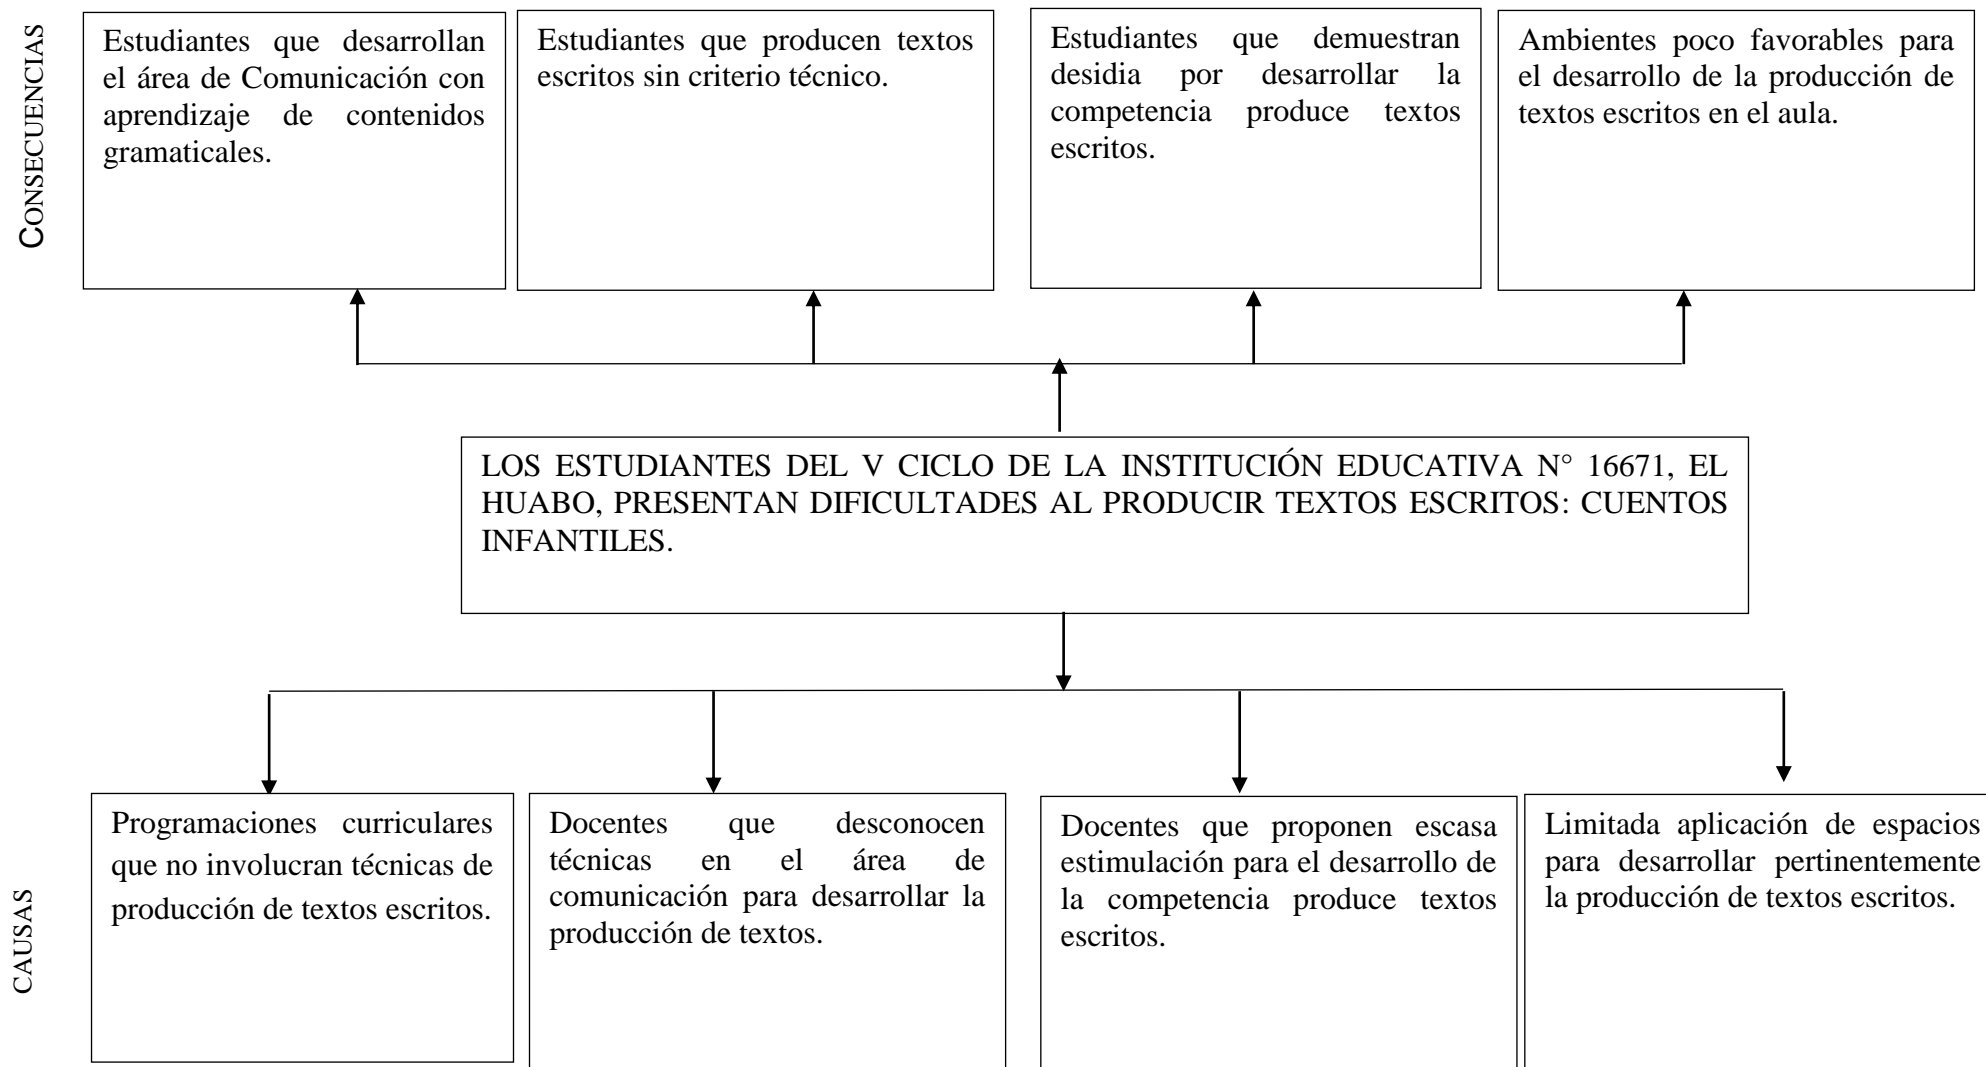 CONSECUENCIAS
Estudiantes que desarrollan
el área de Comunicación con
aprendizaje de contenidos
gramaticales.
Estudiantes que producen textos
escritos sin criterio técnico.
Estudiantes que demuestran
desidia por desarrollar la
competencia produce textos
escritos.
Ambientes poco favorables para
el desarrollo de la producción de
textos escritos en el aula.
LOS ESTUDIANTES DEL V CICLO DE LA INSTITUCIÓN EDUCATIVA N° 16671, EL
HUABO, PRESENTAN DIFICULTADES AL PRODUCIR TEXTOS ESCRITOS: CUENTOS
INFANTILES.
CAUSAS
Programaciones curriculares
que no involucran técnicas de
producción de textos escritos.
Docentes que desconocen
técnicas en el área de
comunicación para desarrollar la
producción de textos.
Docentes que proponen escasa
estimulación para el desarrollo de
la competencia produce textos
escritos.
Limitada aplicación de espacios
para desarrollar pertinentemente
la producción de textos escritos.